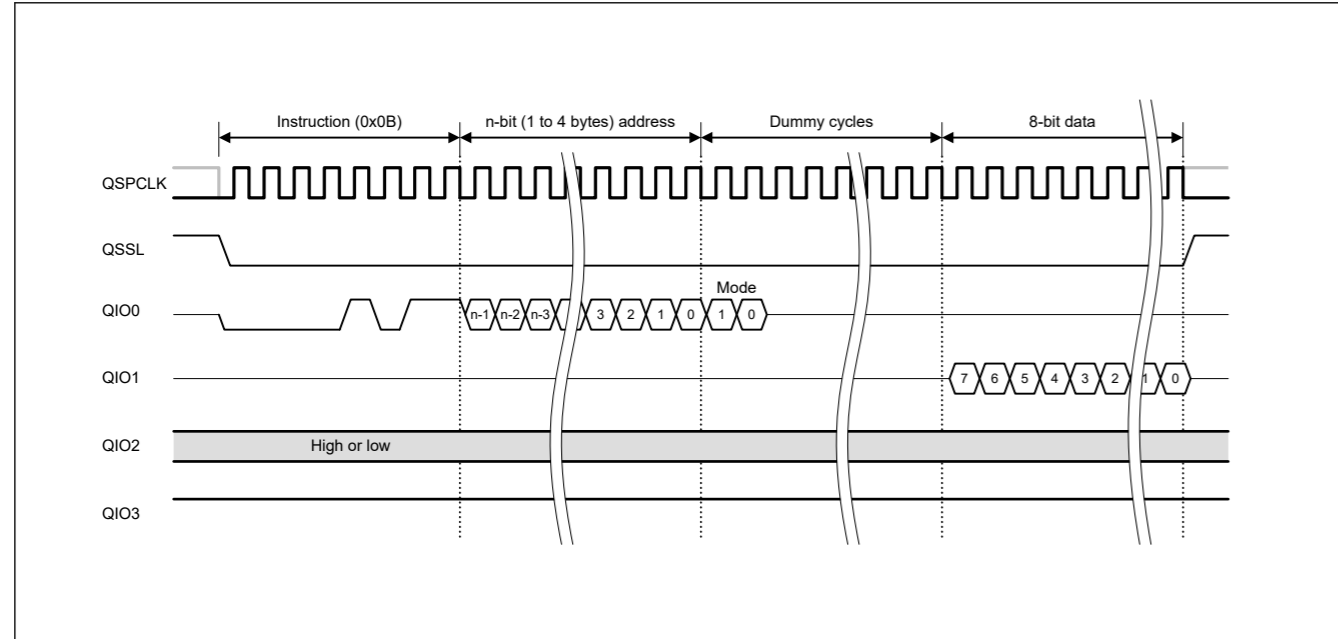 Instruction (0x0B) n-bit (1 to 4 bytes) address Dummy cycles 8-bit data
QSPCLK
QSSL
Mode
QIO0 n-1 n-2 n-3 3 2 1 0 1 0
QIO1 7 6 5 4 3 2 1 0
QIO2 High or low
QIO3